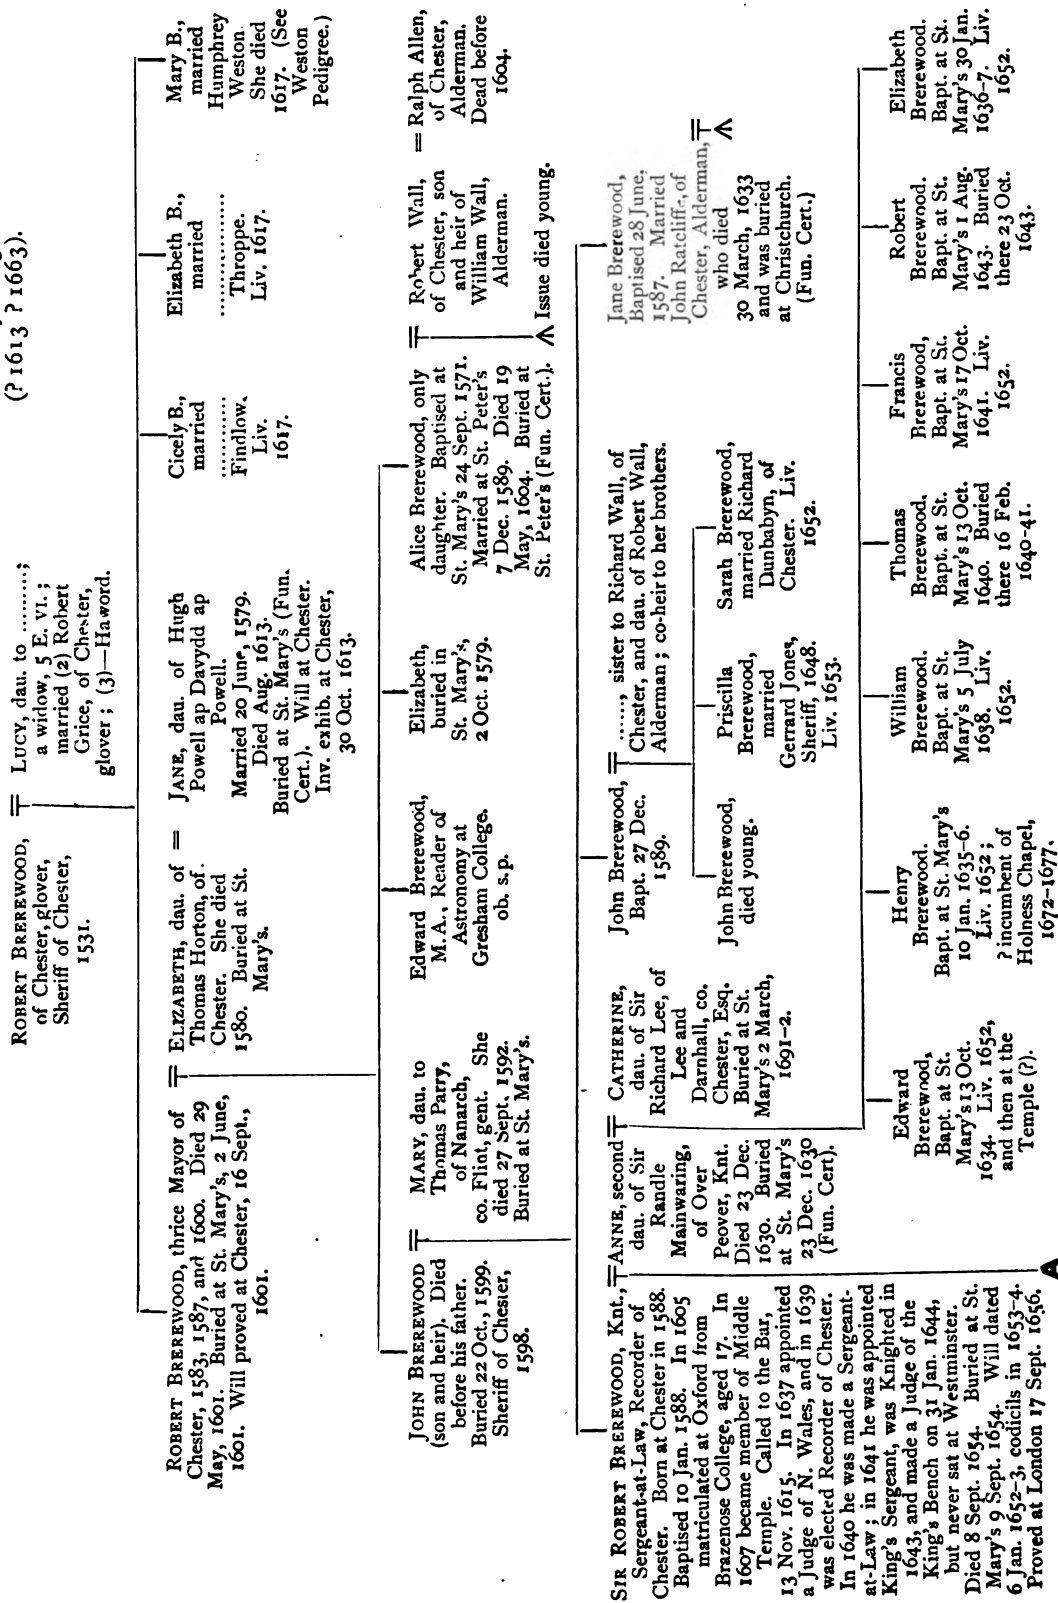 (? 1613 ? 1663).
ROBERT BREREWOOD,
of Chester, glover,
Sheriff of Chester,
1531.
LUCY, dau. to ........;
a widow, 5 E. VI. ;
married (2) Robert
Grice, of Chester,
glover ; (3)—Haword.
ROBERT BREREWOOD, thrice Mayor of
Chester, 1583, 1587, and 1600. Died 29
May, 1601. Buried at St. Mary's, 2 June,
1601. Will proved at Chester, 16 Sept.,
1601.
ELIZABETH, dau. of =
Thomas Horton, of.
Chester. She died
1580. Buried at St.
Mary's.
JANE, dau. of Hugh
Powell ap Davydd ap
Powell.
Married 20 June, 1579.
Died Aug. 1613.
Buried at St. Mary's (Fun.
Cert.). Will at Chester.
Inv. exhib. at Chester,
30 Oct. 1613.
Cicely B.,
married
..........
Findlow.
Liv.
1617.
Elizabeth B.,
married
................
Throppe.
Liv. 1617.
Mary B.,
married
Humphrey
Weston.
She died
1617. (See
Weston
Pedigree.)
JOHN BREREWOOD
(son and heir). Died
before his father.
Buried 22 Oct., 1599.
Sheriff of Chester,
1598.
MARY, dau. to
Thomas Parry,
of Nanarch,
co. Flint, gent. She
died 27 Sept. 1592.
Buried at St. Mary's.
Edward Brerewood,
M.A., Reader of
Astronomy at
Gresham College.
ob. s.p.
Elizabeth,
buried in
St. Mary's,
2 Oct. 1579.
Alice Brerewood, only
daughter. Baptised at
St. Mary's 24 Sept. 1571.
Married at St. Peter's
7 Dec. 1589. Died 19
May, 1604. Buried at
St. Peter's (Fun. Cert.).
Robert Wall,
of Chester, son
and heir of
William Wall,
Alderman.
Issue died young.
= Ralph Allen,
of Chester,
Alderman.
Dead before
1604.
SIR ROBERT BREREWOOD, Knt.,
Sergeant-at-Law, Recorder of
Chester. Born at Chester in 1588.
Baptised 10 Jan. 1588. In 1605
matriculated at Oxford from
Brazenose College, aged 17. In
1607 became member of Middle
Temple. Called to the Bar,
13 Nov. 1615. In 1637 appointed
a Judge of N. Wales, and in 1639
was elected Recorder of Chester.
In 1640 he was made a Sergeant-
at-Law ; in 1641 he was appointed
King's Sergeant, was Knighted in
1643, and made a Judge of the
King's Bench on 31 Jan. 1644,
but never sat at Westminster.
Died 8 Sept. 1654. Buried at St.
Mary's 9 Sept. 1654. Will dated
6 Jan. 1652-3, codicils in 1653-4.
Proved at London 17 Sept. 1656.
ANNE, second
dau. of Sir
Randle
Mainwaring,
of Over
Peover, Knt.
Died 23 Dec.
1630. Buried
at St. Mary's
23 Dec. 1630
(Fun. Cert).
CATHERINE,
dau. of Sir
Richard Lee, of
Lee and
Darnhall, co.
Chester, Esq.
Buried at St.
Mary's 2 March,
1691-2.
John Brerewood,
Bapt. 27 Dec.
1589.
......, sister to Richard Wall, of
Chester, and dau. of Robert Wall,
Alderman ; co-heir to her brothers.
Jane Brerewood,
Baptised 28 June,
1587. Married
John Ratcliffe, of
Chester, Alderman,
who died
30 March, 1633
and was buried
at Christchurch.
(Fun. Cert.)
John Brerewood,
died young.
Priscilla
Brerewood,
married
Gerrard Jones,
Sheriff, 1648.
Liv. 1653.
Sarah Brerewood,
married Richard
Dunbabyn, of
Chester. Liv.
1652.
Edward
Brerewood,
Bapt. at St.
Mary's 13 Oct.
1634. Liv. 1652,
and then at the
Temple (?).
Henry
Brerewood.
Bapt. at St. Mary's
10 Jan. 1635-6.
Liv. 1652 ;
? incumbent of
Holness Chapel,
1672-1677.
William
Brerewood.
Bapt. at St.
Mary's 5 July
1638. Liv.
1652.
Thomas
Brerewood.
Bapt. at St.
Mary's 13 Oct.
1640. Buried
there 16 Feb.
1640-41.
Francis
Brerewood,
Bapt. at St.
Mary's 17 Oct.
1641. Liv.
1652.
Robert
Brerewood.
Bapt. at St.
Mary's 1 Aug.
1643. Buried
there 23 Oct.
1643.
Elizabeth
Brerewood.
Bapt. at St.
Mary's 30 Jan.
1636-7. Liv.
1652.